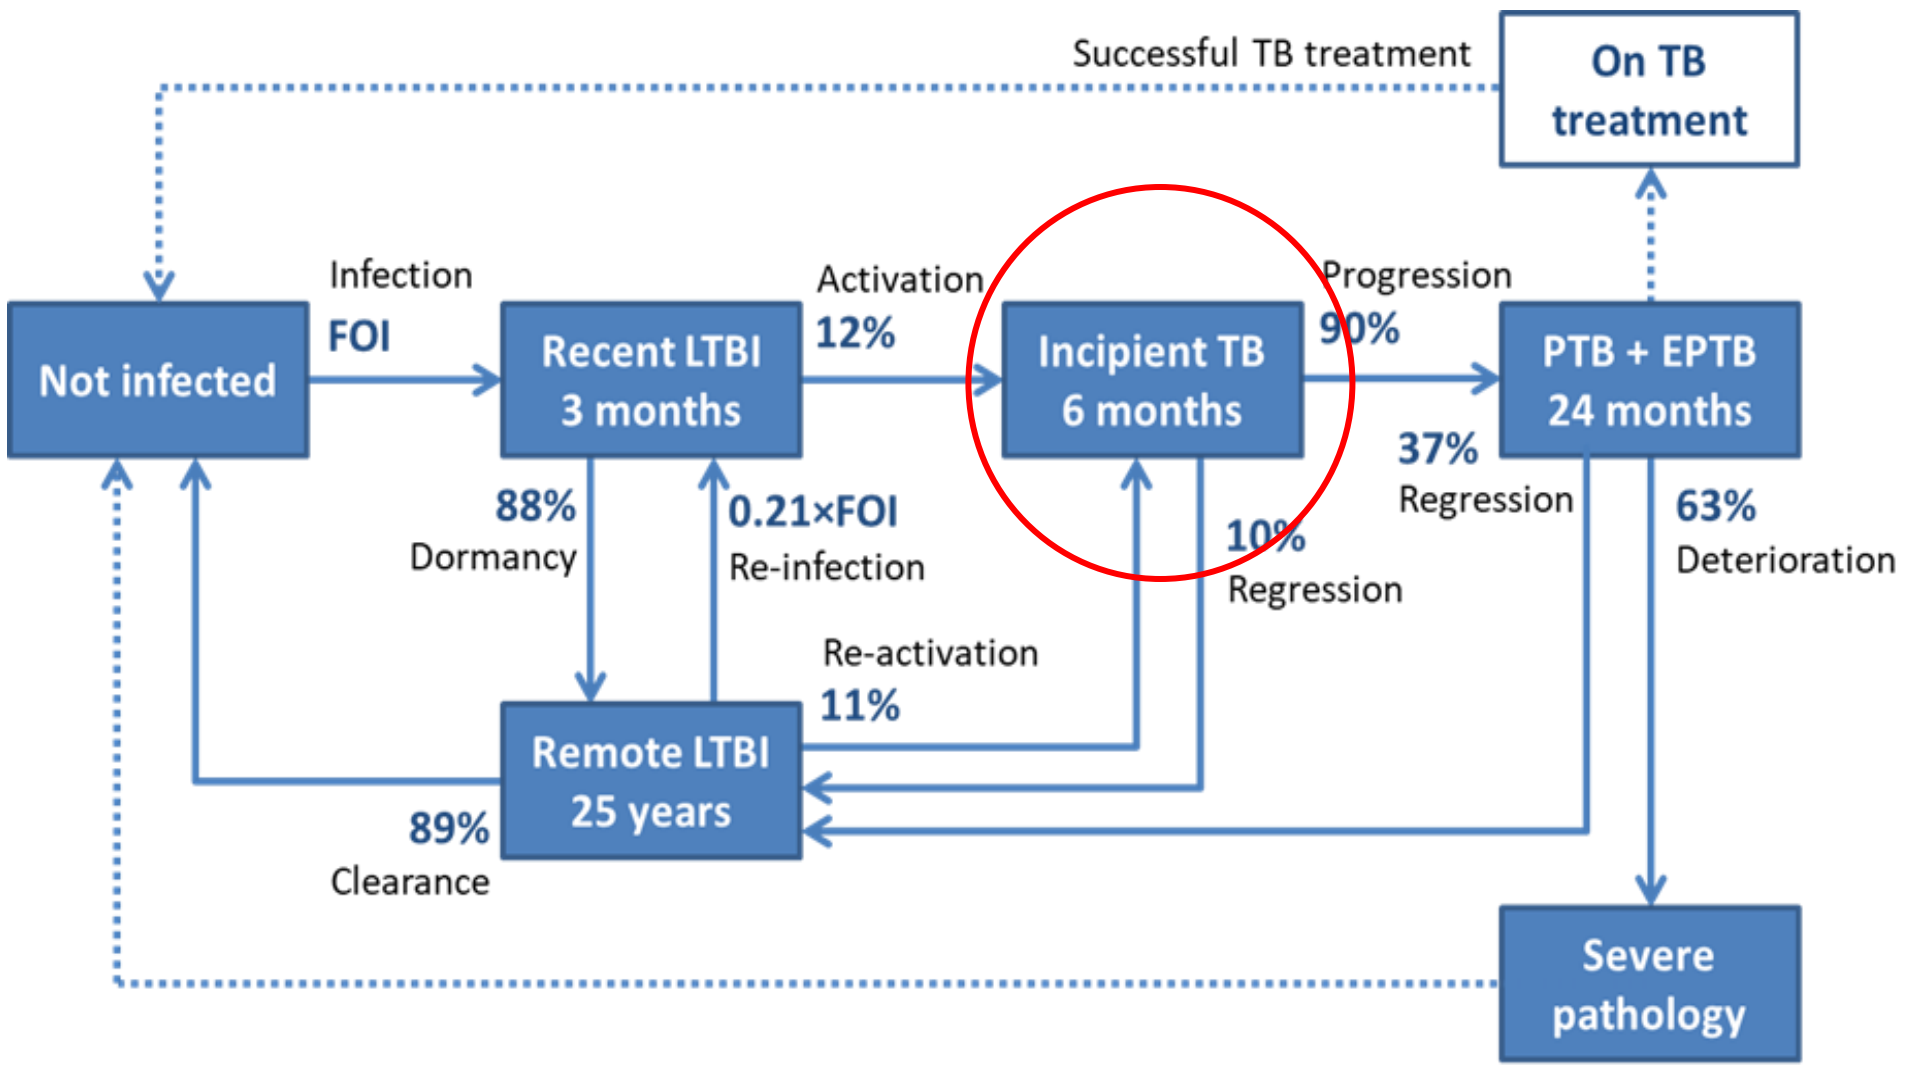 Successful TB treatment
On TB
treatment
Infection
FOI
Activation
12%
Progression
90%
Not infected
Recent LTBI
3 months
Incipient TB
6 months
PTB + EPTB
24 months
88%
Dormancy
0.21×FOI
Re-infection
10%
Regression
37%
Regression
63%
Deterioration
Re-activation
11%
Remote LTBI
25 years
89%
Clearance
Severe
pathology